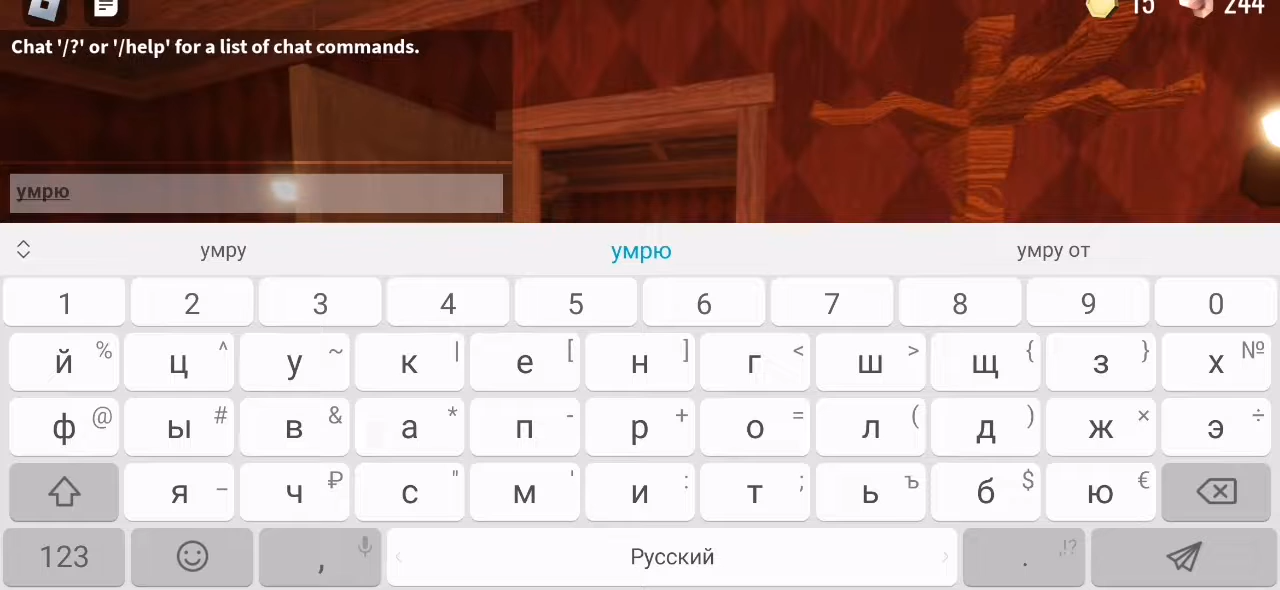 15 244
Chat '/?' or '/help' for a list of chat commands.
умрю
умру умрю умру от
1 2 3 4 5 6 7 8 9 0
й % ц ^ у ~ к | е [ н ] г < ш > щ { з } х №
ф @ ы # в & а * п - р + о = л ( д ) ж × э ÷
я _ ч ₽ с " м ' и : т ; ь ъ б $ ю €
123 , Русский . ,!?